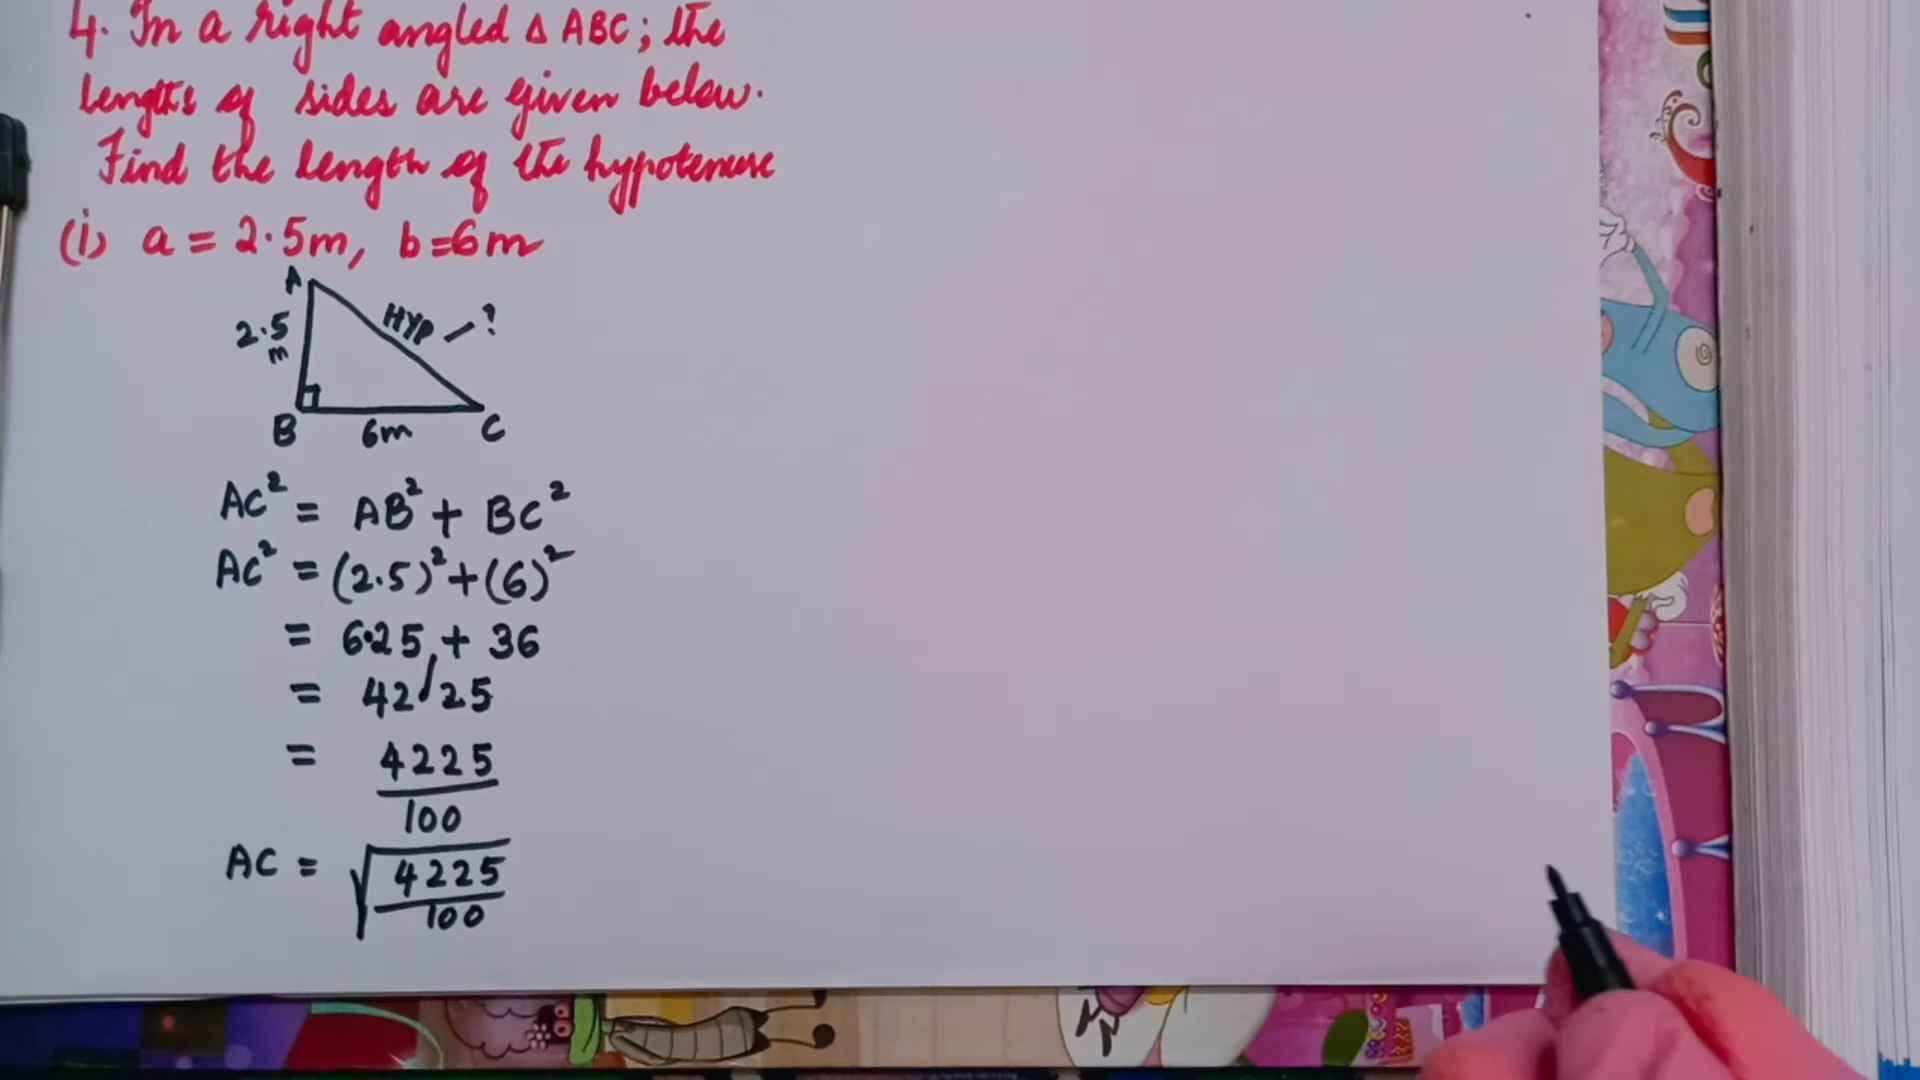 4. In a right angled Δ ABC; the
lengths of sides are given below.
Find the length of the hypotenuse
(i) a = 2.5m, b=6m
A
2.5
m
HYP — ?
B
6m
C
AC² = AB² + BC²
AC² = (2.5)² + (6)²
= 6.25 + 36
= 42/25
= 4225
100
AC = √4225
100